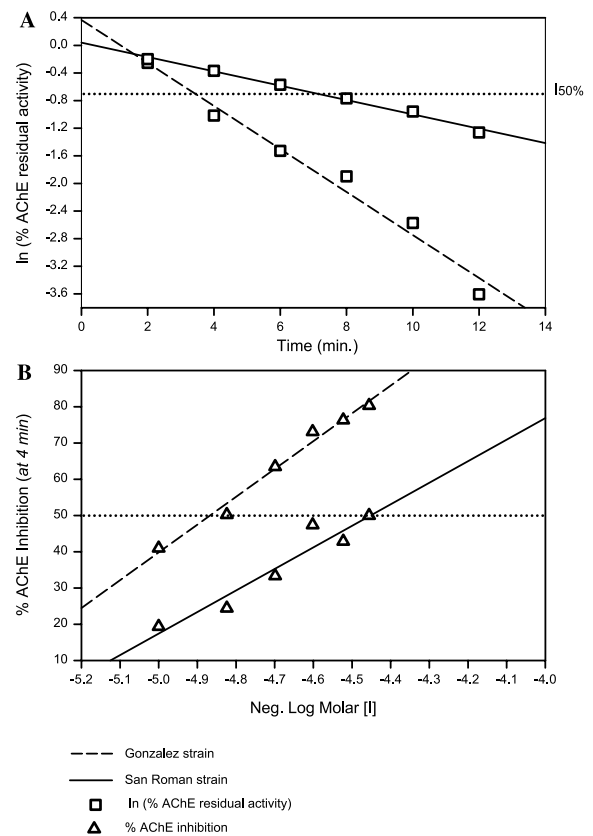 A
0.4
0.0
-0.4
-0.8
-1.2
-1.6
-2.0
-2.4
-2.8
-3.2
-3.6
ln (% AChE residual activity)
I50%
0 2 4 6 8 10 12 14
Time (min.)
B
90
80
70
60
50
40
30
20
10
% AChE Inhibition (at 4 min)
-5.2 -5.1 -5.0 -4.9 -4.8 -4.7 -4.6 -4.5 -4.4 -4.3 -4.2 -4.1 -4.0
Neg. Log Molar [I]
Gonzalez strain
San Roman strain
ln (% AChE residual activity)
% AChE inhibition